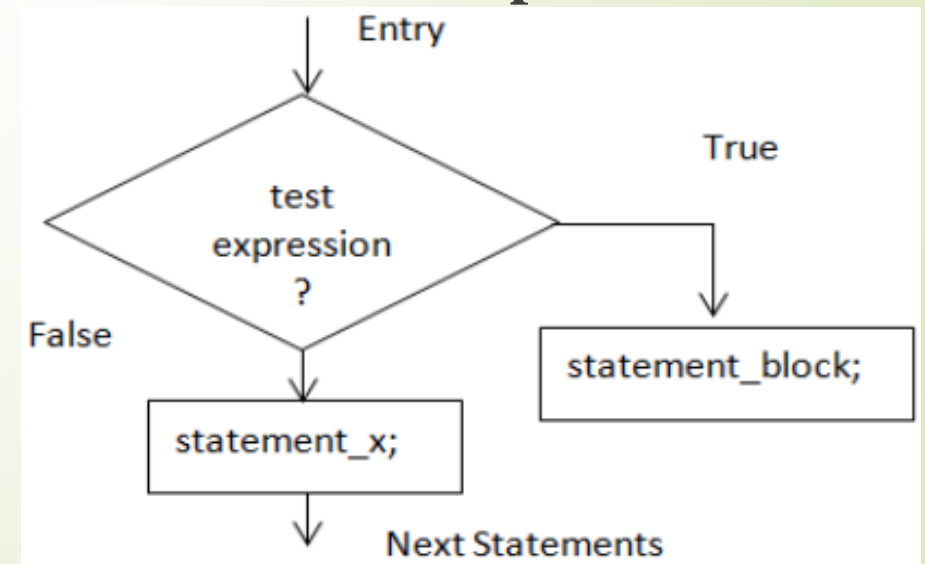 Entry
True
test
expression
?
False
statement_block;
statement_x;
Next Statements